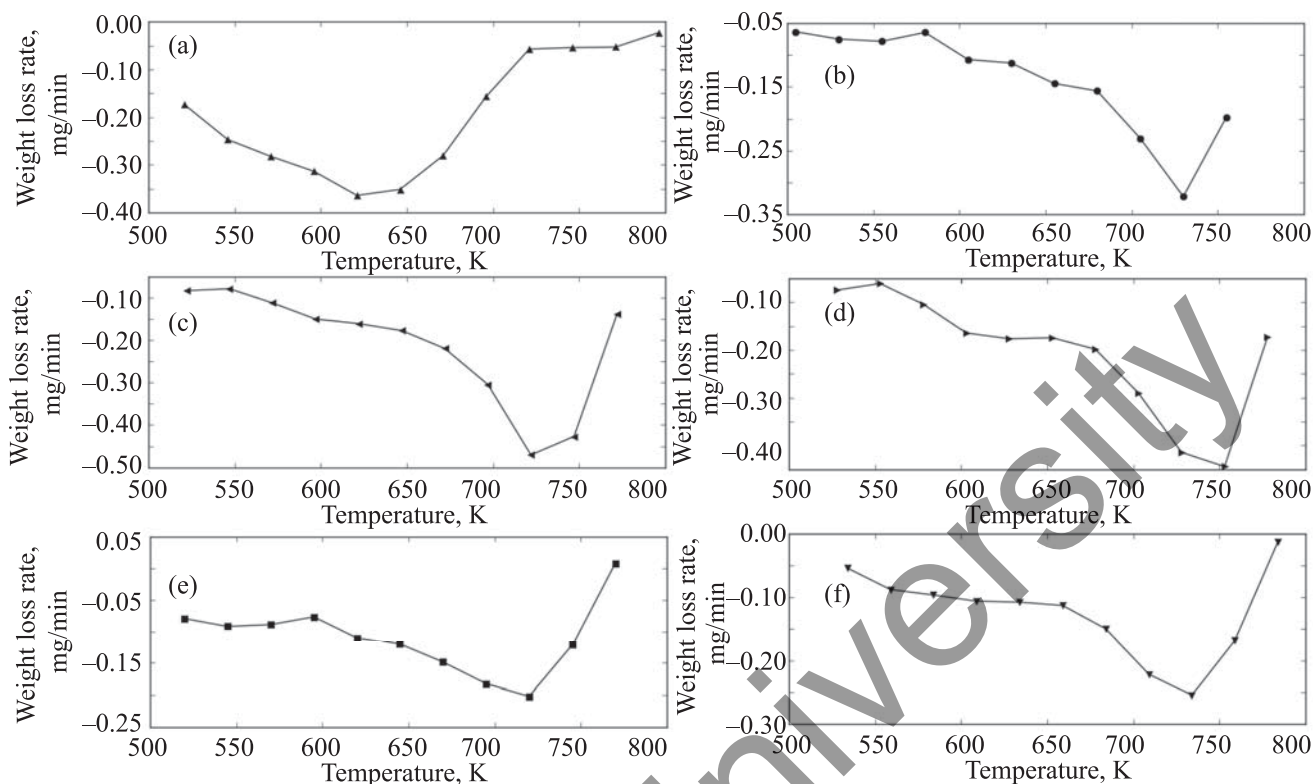 0.00
−0.10
−0.20
−0.30
−0.40
Weight loss rate,
mg/min
(a)
500 550 600 650 700 750 800
Temperature, K
−0.05
−0.15
−0.25
−0.35
Weight loss rate,
mg/min
(b)
500 550 600 650 700 750 800
Temperature, K
−0.10
−0.20
−0.30
−0.40
−0.50
Weight loss rate,
mg/min
(c)
500 550 600 650 700 750 800
Temperature, K
−0.10
−0.20
−0.30
−0.40
Weight loss rate,
mg/min
(d)
500 550 600 650 700 750 800
Temperature, K
0.05
−0.05
−0.15
−0.25
Weight loss rate,
mg/min
(e)
500 550 600 650 700 750 800
Temperature, K
0.00
−0.10
−0.20
−0.30
Weight loss rate,
mg/min
(f)
500 550 600 650 700 750 800
Temperature, K
niversity